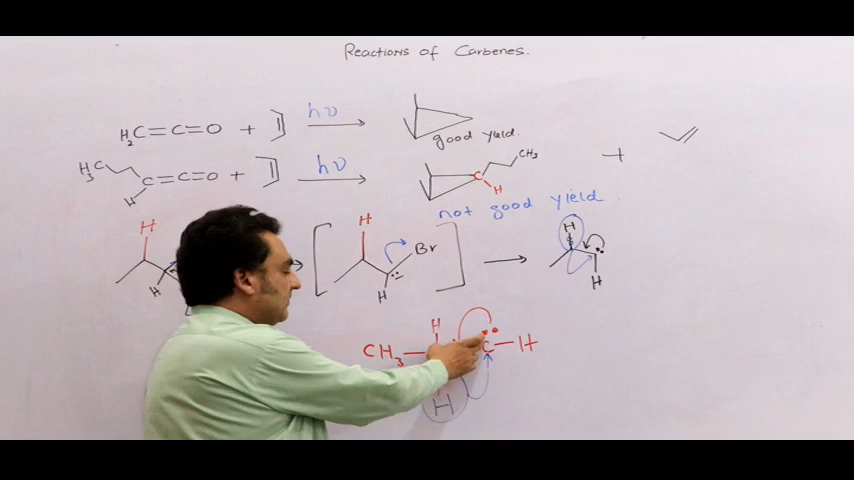 Reactions of Carbenes.
H2C=C=O + hν
good yield.
H3C C=C=O + hν C CH3 +
H H
not good yield
H H Br H
H H H
H
CH3 C-H
H